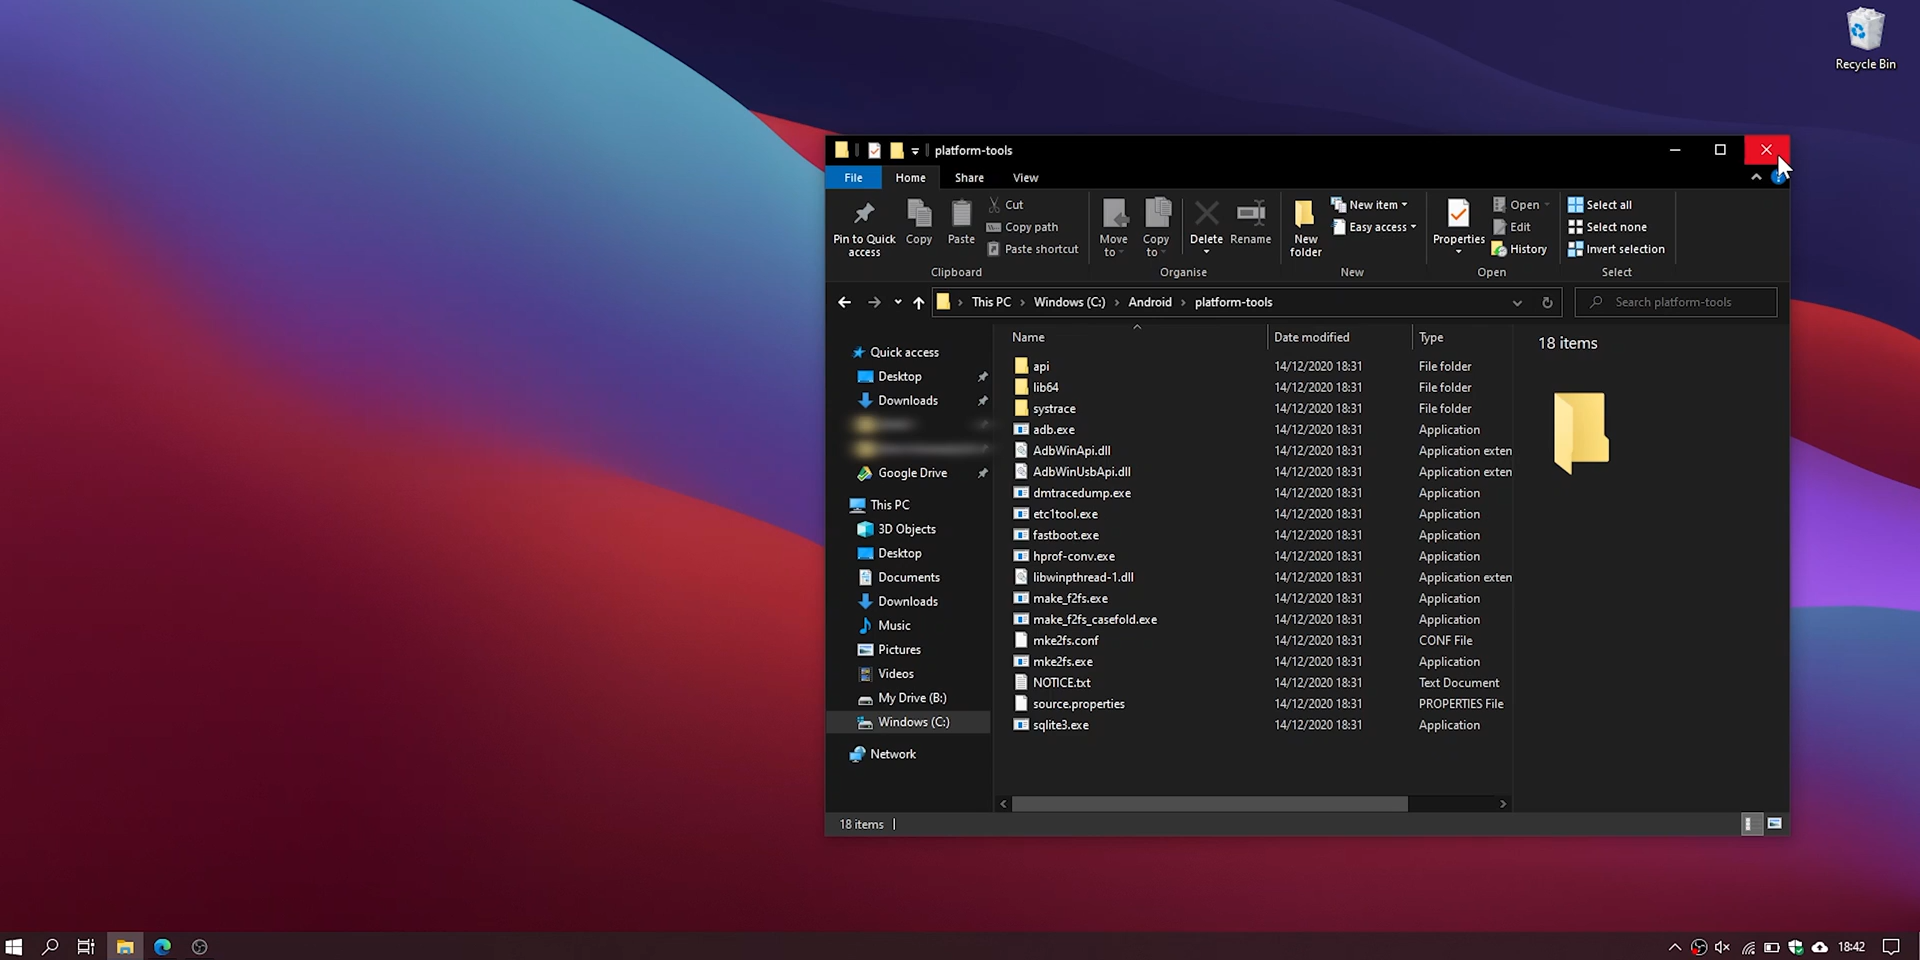 Recycle Bin
platform-tools
File
Home
Share
View
Pin to Quick
access
Copy
Paste
Cut
Copy path
Paste shortcut
Clipboard
Move
to
Copy
to
Delete
Rename
Organise
New
folder
New item
Easy access
New
Properties
Open
Edit
History
Open
Select all
Select none
Invert selection
Select
This PC
Windows (C:)
Android
platform-tools
Search platform-tools
Quick access
Desktop
Downloads
Google Drive
This PC
3D Objects
Desktop
Documents
Downloads
Music
Pictures
Videos
My Drive (B:)
Windows (C:)
Network
Name Date modified Type
api 14/12/2020 18:31 File folder
lib64 14/12/2020 18:31 File folder
systrace 14/12/2020 18:31 File folder
adb.exe 14/12/2020 18:31 Application
AdbWinApi.dll 14/12/2020 18:31 Application exten
AdbWinUsbApi.dll 14/12/2020 18:31 Application exten
dmtracedump.exe 14/12/2020 18:31 Application
etc1tool.exe 14/12/2020 18:31 Application
fastboot.exe 14/12/2020 18:31 Application
hprof-conv.exe 14/12/2020 18:31 Application
libwinpthread-1.dll 14/12/2020 18:31 Application exten
make_f2fs.exe 14/12/2020 18:31 Application
make_f2fs_casefold.exe 14/12/2020 18:31 Application
mke2fs.conf 14/12/2020 18:31 CONF File
mke2fs.exe 14/12/2020 18:31 Application
NOTICE.txt 14/12/2020 18:31 Text Document
source.properties 14/12/2020 18:31 PROPERTIES File
sqlite3.exe 14/12/2020 18:31 Application
18 items
18 items
18:42